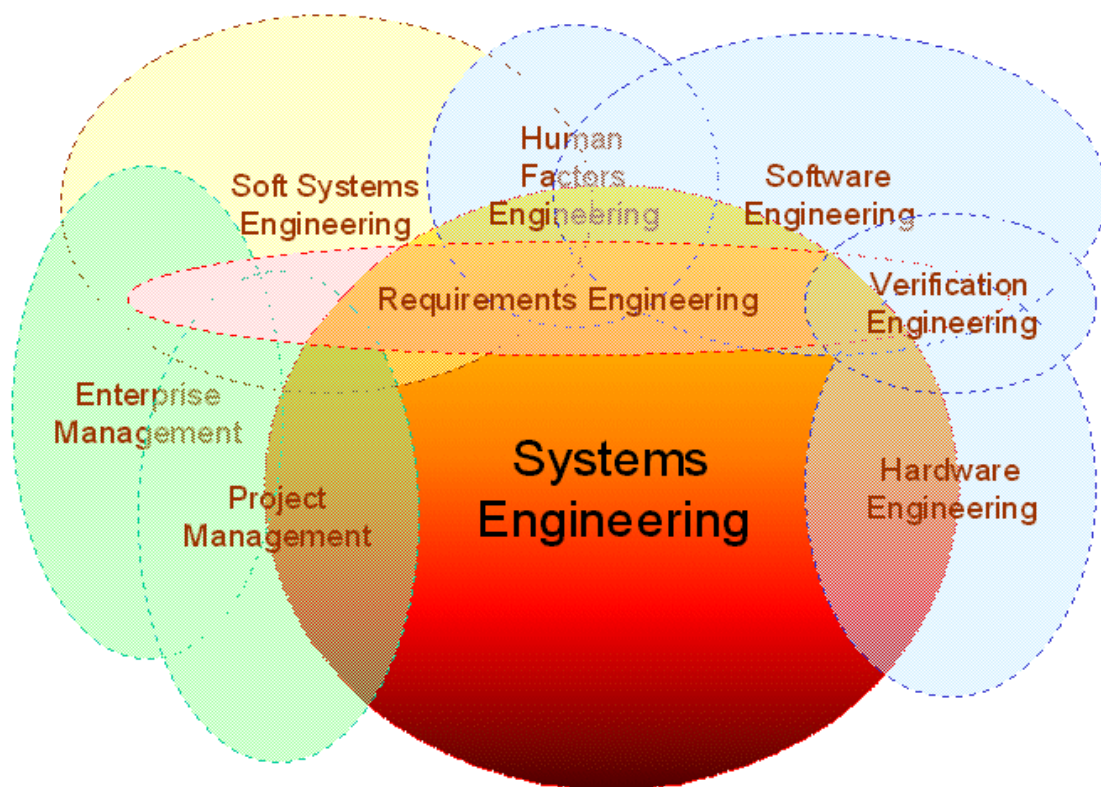 Human
Factors
Engineering
Soft Systems
Engineering
Software
Engineering
Requirements Engineering
Verification
Engineering
Enterprise
Management
Systems
Engineering
Hardware
Engineering
Project
Management